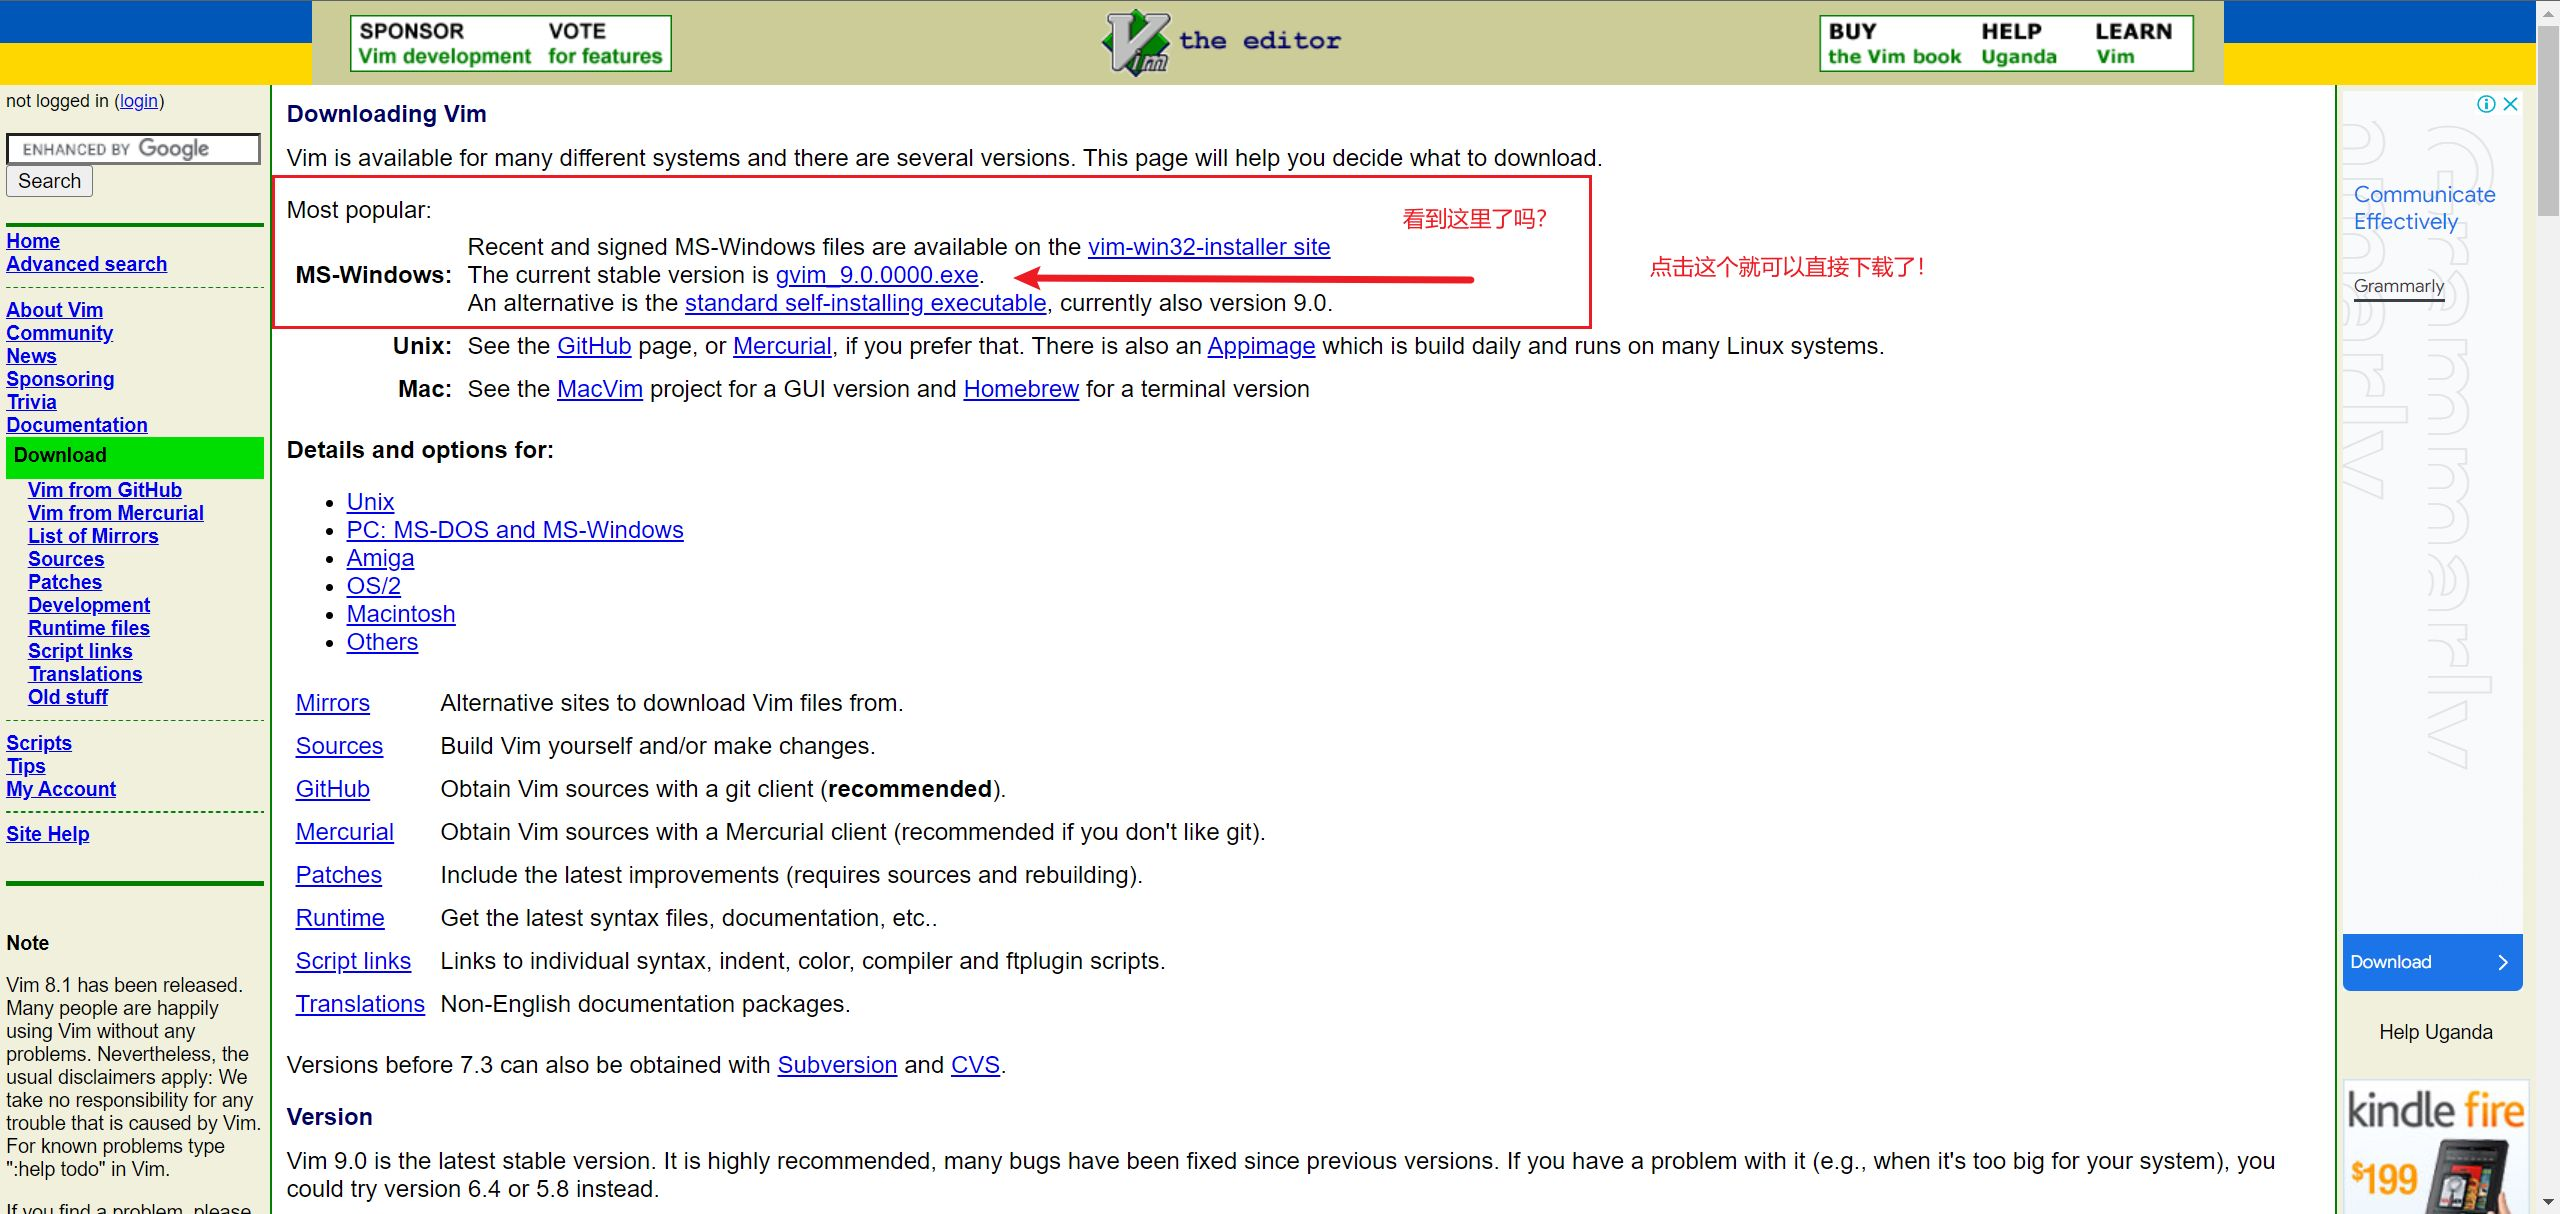 SPONSOR VOTE
Vim development for features
Vim the editor
BUY HELP LEARN
the Vim book Uganda Vim
not logged in (login)
ENHANCED BY Google
Search
Home
Advanced search
About Vim
Community
News
Sponsoring
Trivia
Documentation
Download
Vim from GitHub
Vim from Mercurial
List of Mirrors
Sources
Patches
Development
Runtime files
Script links
Translations
Old stuff
Scripts
Tips
My Account
Site Help
Note
Vim 8.1 has been released.
Many people are happily
using Vim without any
problems. Nevertheless, the
usual disclaimers apply: We
take no responsibility for any
trouble that is caused by Vim.
For known problems type
":help todo" in Vim.
If you find a problem, please
Downloading Vim
Vim is available for many different systems and there are several versions. This page will help you decide what to download.
Most popular:
看到这里了吗?
Recent and signed MS-Windows files are available on the vim-win32-installer site
MS-Windows: The current stable version is gvim_9.0.0000.exe.
点击这个就可以直接下载了!
An alternative is the standard self-installing executable, currently also version 9.0.
Unix: See the GitHub page, or Mercurial, if you prefer that. There is also an Appimage which is build daily and runs on many Linux systems.
Mac: See the MacVim project for a GUI version and Homebrew for a terminal version
Details and options for:
Unix
PC: MS-DOS and MS-Windows
Amiga
OS/2
Macintosh
Others
Mirrors Alternative sites to download Vim files from.
Sources Build Vim yourself and/or make changes.
GitHub Obtain Vim sources with a git client (recommended).
Mercurial Obtain Vim sources with a Mercurial client (recommended if you don't like git).
Patches Include the latest improvements (requires sources and rebuilding).
Runtime Get the latest syntax files, documentation, etc..
Script links Links to individual syntax, indent, color, compiler and ftplugin scripts.
Translations Non-English documentation packages.
Versions before 7.3 can also be obtained with Subversion and CVS.
Version
Vim 9.0 is the latest stable version. It is highly recommended, many bugs have been fixed since previous versions. If you have a problem with it (e.g., when it's too big for your system), you
could try version 6.4 or 5.8 instead.
Communicate
Effectively
Grammarly
Grammarly
Grammarly
Download
Help Uganda
kindle fire
$199